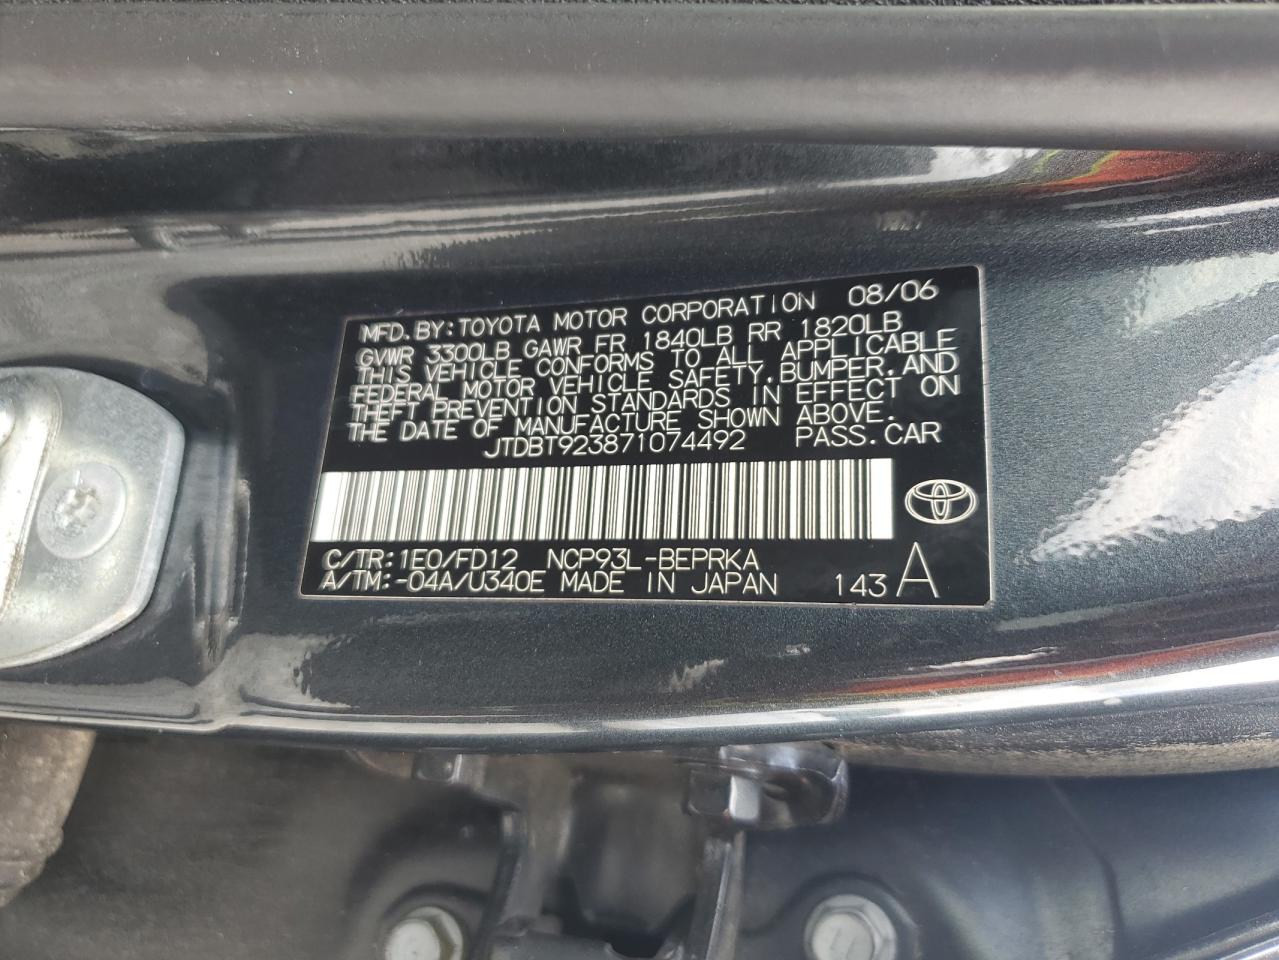 MFD.BY:TOYOTA MOTOR CORPORATION 08/06
GVWR 3300LB GAWR FR 1840LB RR 1820LB
THIS VEHICLE CONFORMS TO ALL APPLICABLE
FEDERAL MOTOR VEHICLE SAFETY,BUMPER,AND
THEFT PREVENTION STANDARDS IN EFFECT ON
THE DATE OF MANUFACTURE SHOWN ABOVE.
JTDBT923871074492 PASS.CAR
C/TR:1E0/FD12 NCP93L-BEPRKA
A/TM:-04A/U340E MADE IN JAPAN 143 A